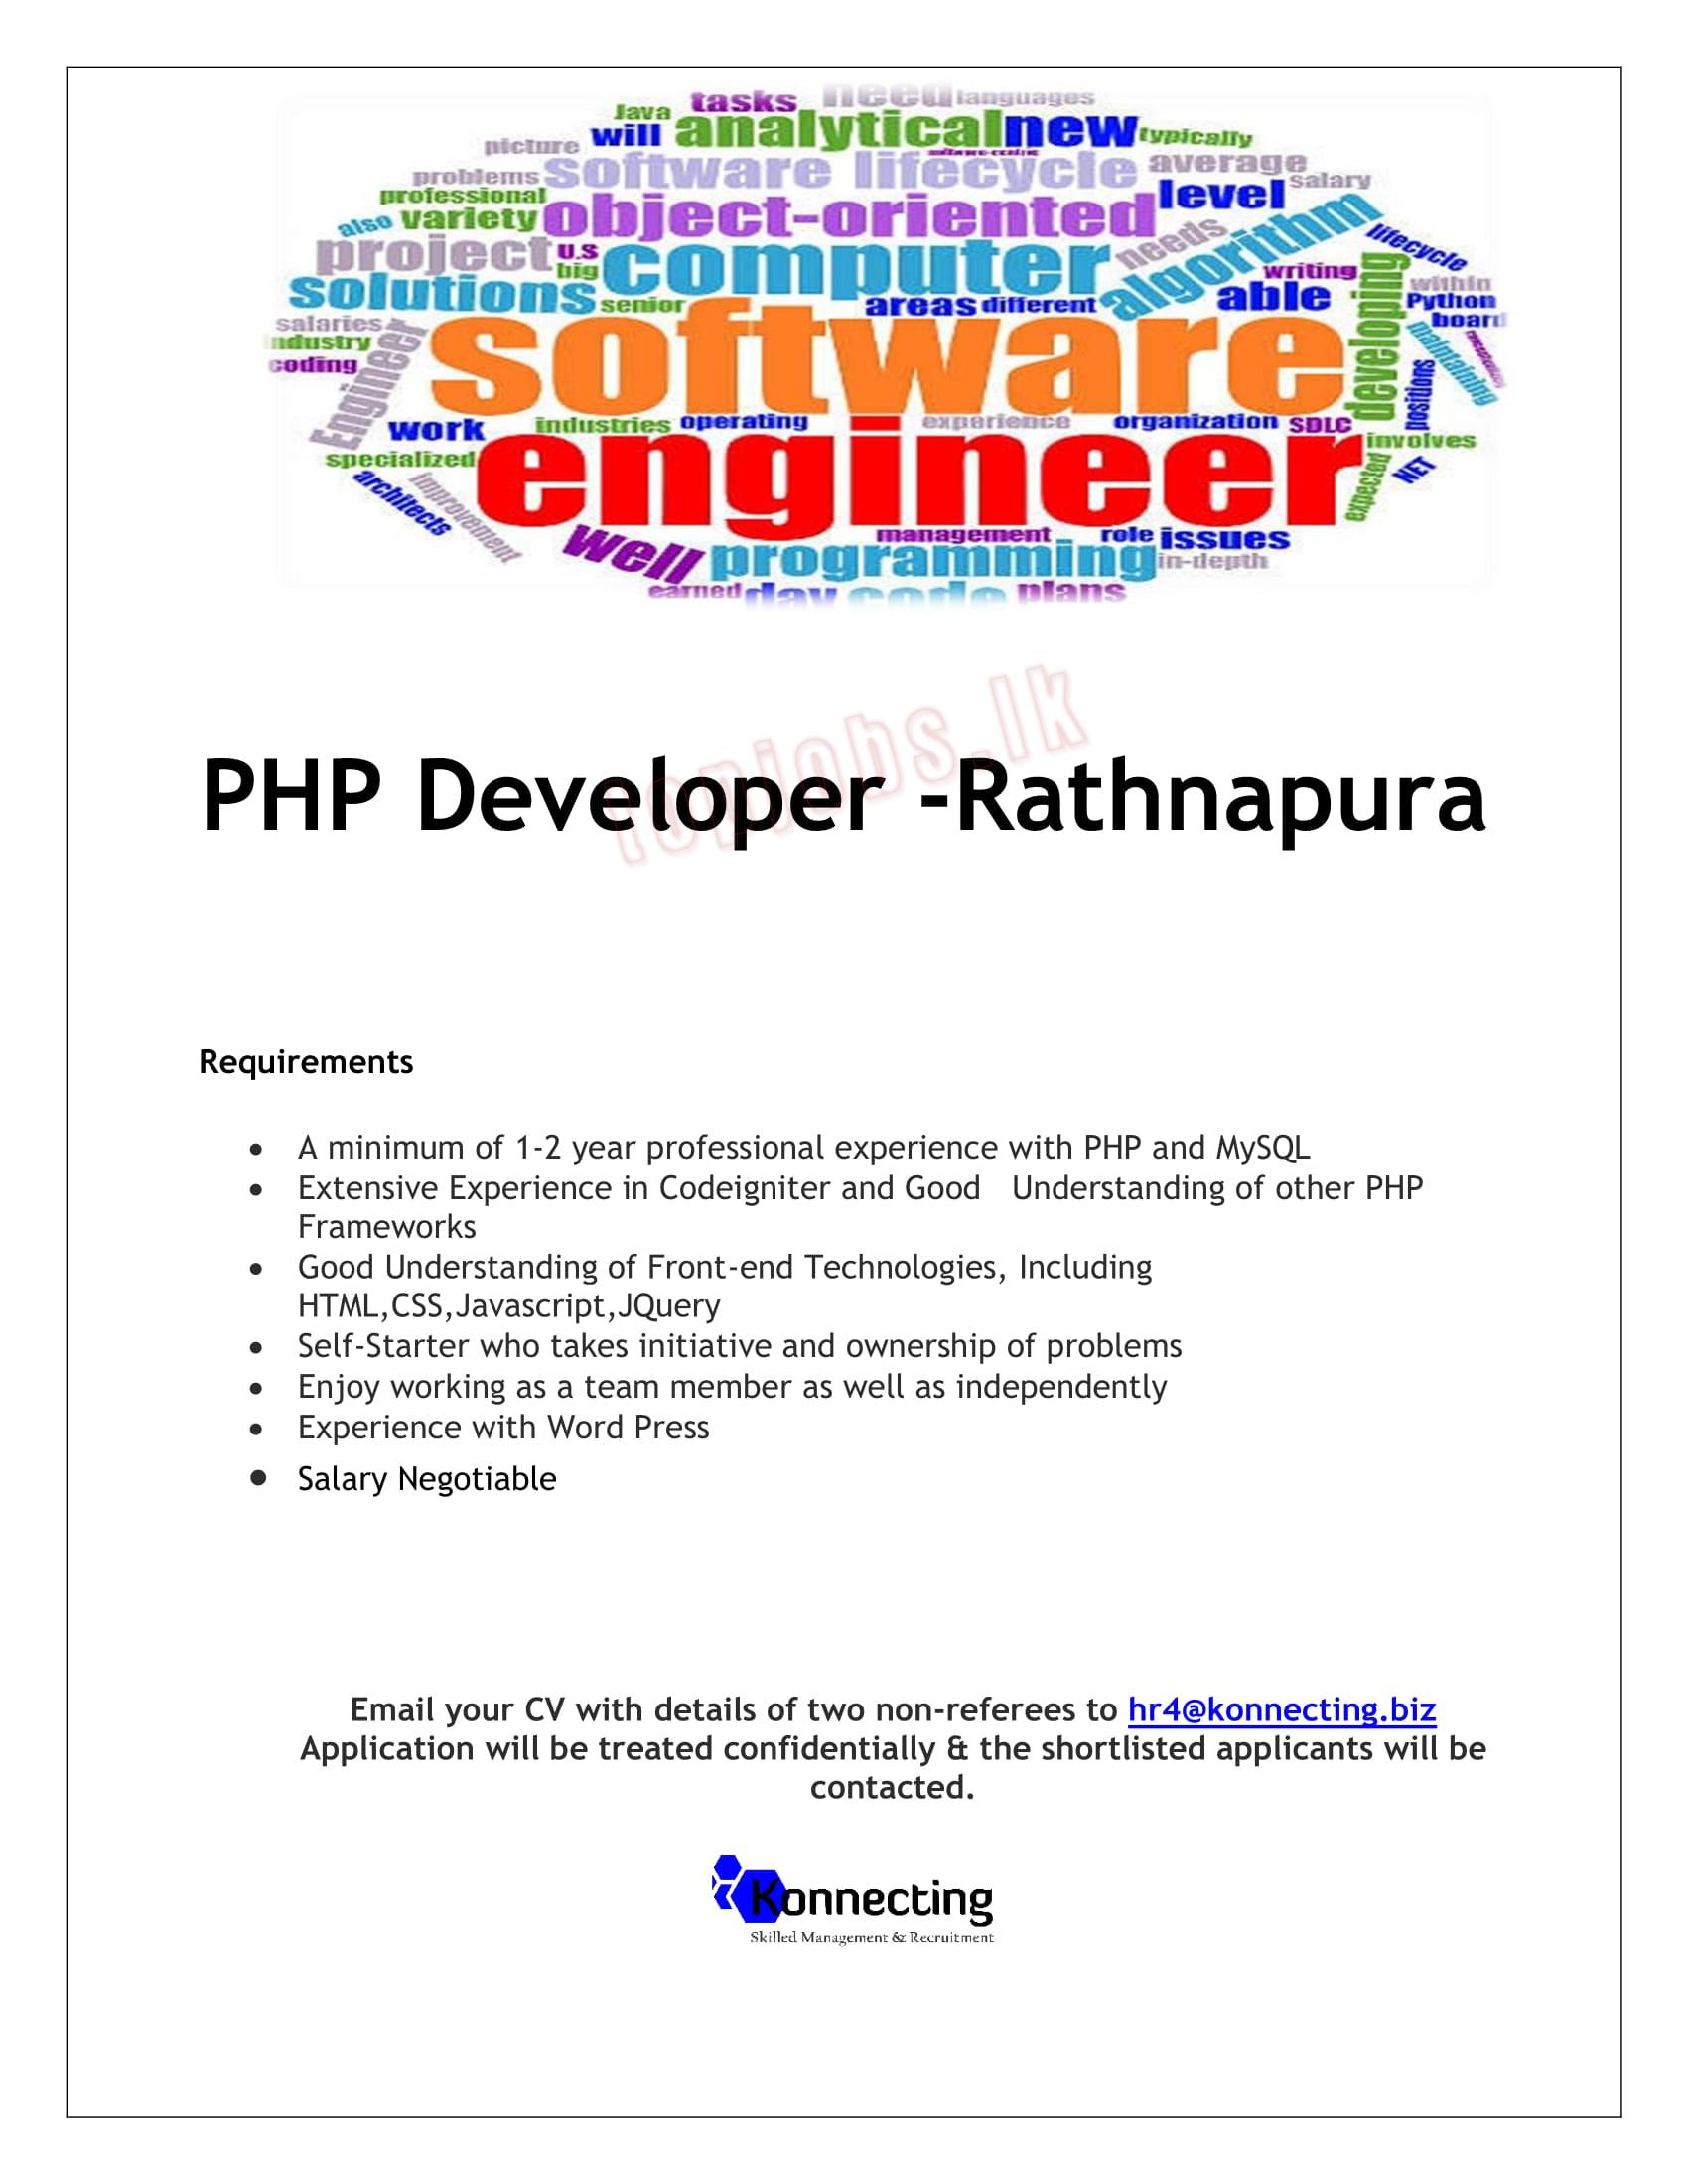 tasks need languages
Java
will analytical new typically
picture
problems software lifecycle average
professional level salary
also variety object-oriented
project U.S computer needs algorithm lifecycle
big writing within
solutions senior areas different able developing Python
salaries software board
industry Engineer maintaining
coding positions
work industries operating experience organization SDLC
specialized engineer involves
architects improvement expected NET
well management role issues
programming in-depth
earned day code plans
topjobs.lk
PHP Developer -Rathnapura
Requirements
• A minimum of 1-2 year professional experience with PHP and MySQL
• Extensive Experience in Codeigniter and Good Understanding of other PHP
Frameworks
• Good Understanding of Front-end Technologies, Including
HTML,CSS,Javascript,JQuery
• Self-Starter who takes initiative and ownership of problems
• Enjoy working as a team member as well as independently
• Experience with Word Press
• Salary Negotiable
Email your CV with details of two non-referees to hr4@konnecting.biz
Application will be treated confidentially & the shortlisted applicants will be
contacted.
Konnecting
Skilled Management & Recruitment